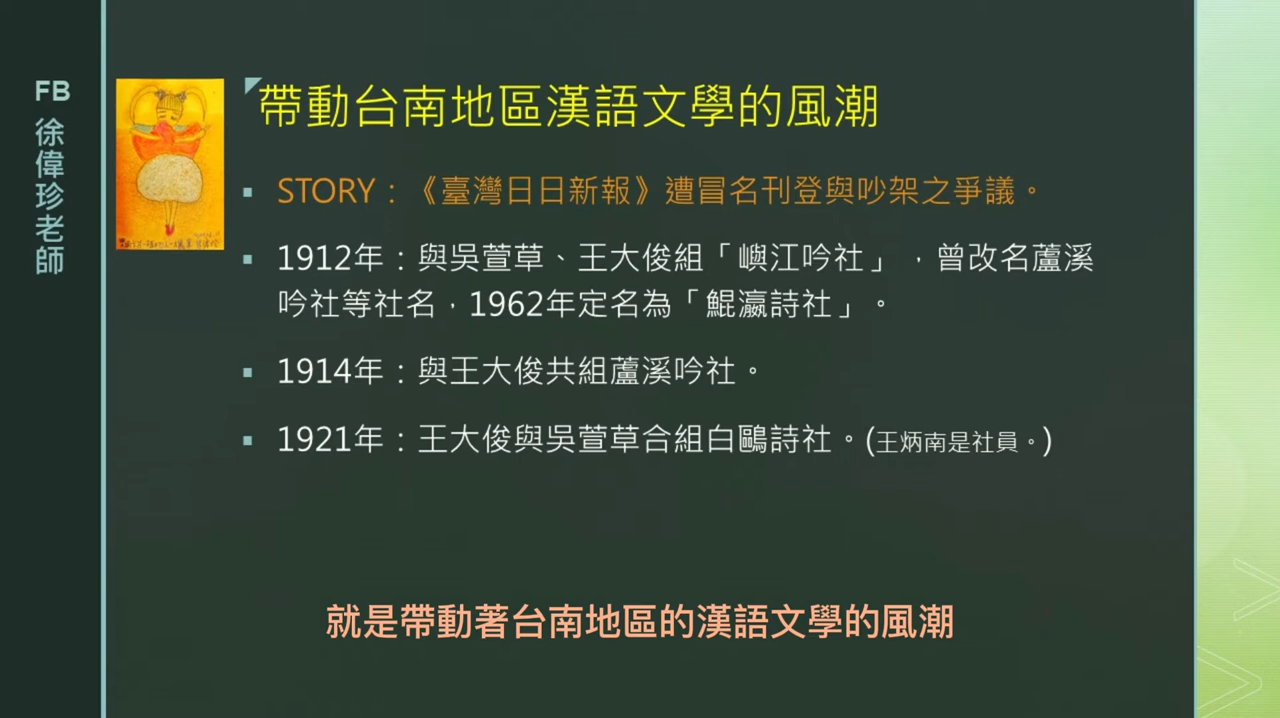 FB
徐偉珍老師
帶動台南地區漢語文學的風潮
STORY：《臺灣日日新報》遭冒名刊登與吵架之爭議。
1912年：與吳萱草、王大俊組「嶼江吟社」，曾改名蘆溪
吟社等社名，1962年定名為「鯤瀛詩社」。
1914年：與王大俊共組蘆溪吟社。
1921年：王大俊與吳萱草合組白鷗詩社。(王炳南是社員。)
就是帶動著台南地區的漢語文學的風潮